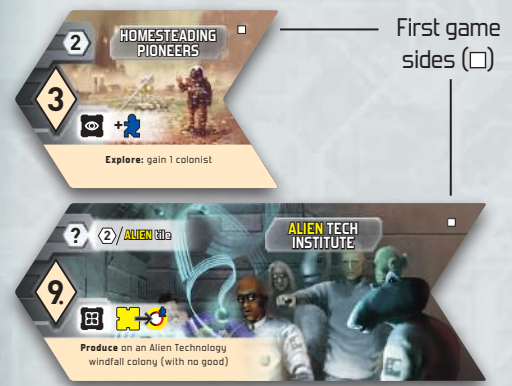 First game
sides (□)
2
HOMESTEADING
PIONEERS
3
+
Explore: gain 1 colonist
? 2/ALIEN tile
ALIEN TECH
INSTITUTE
9.
Produce on an Alien Technology
windfall colony (with no good)